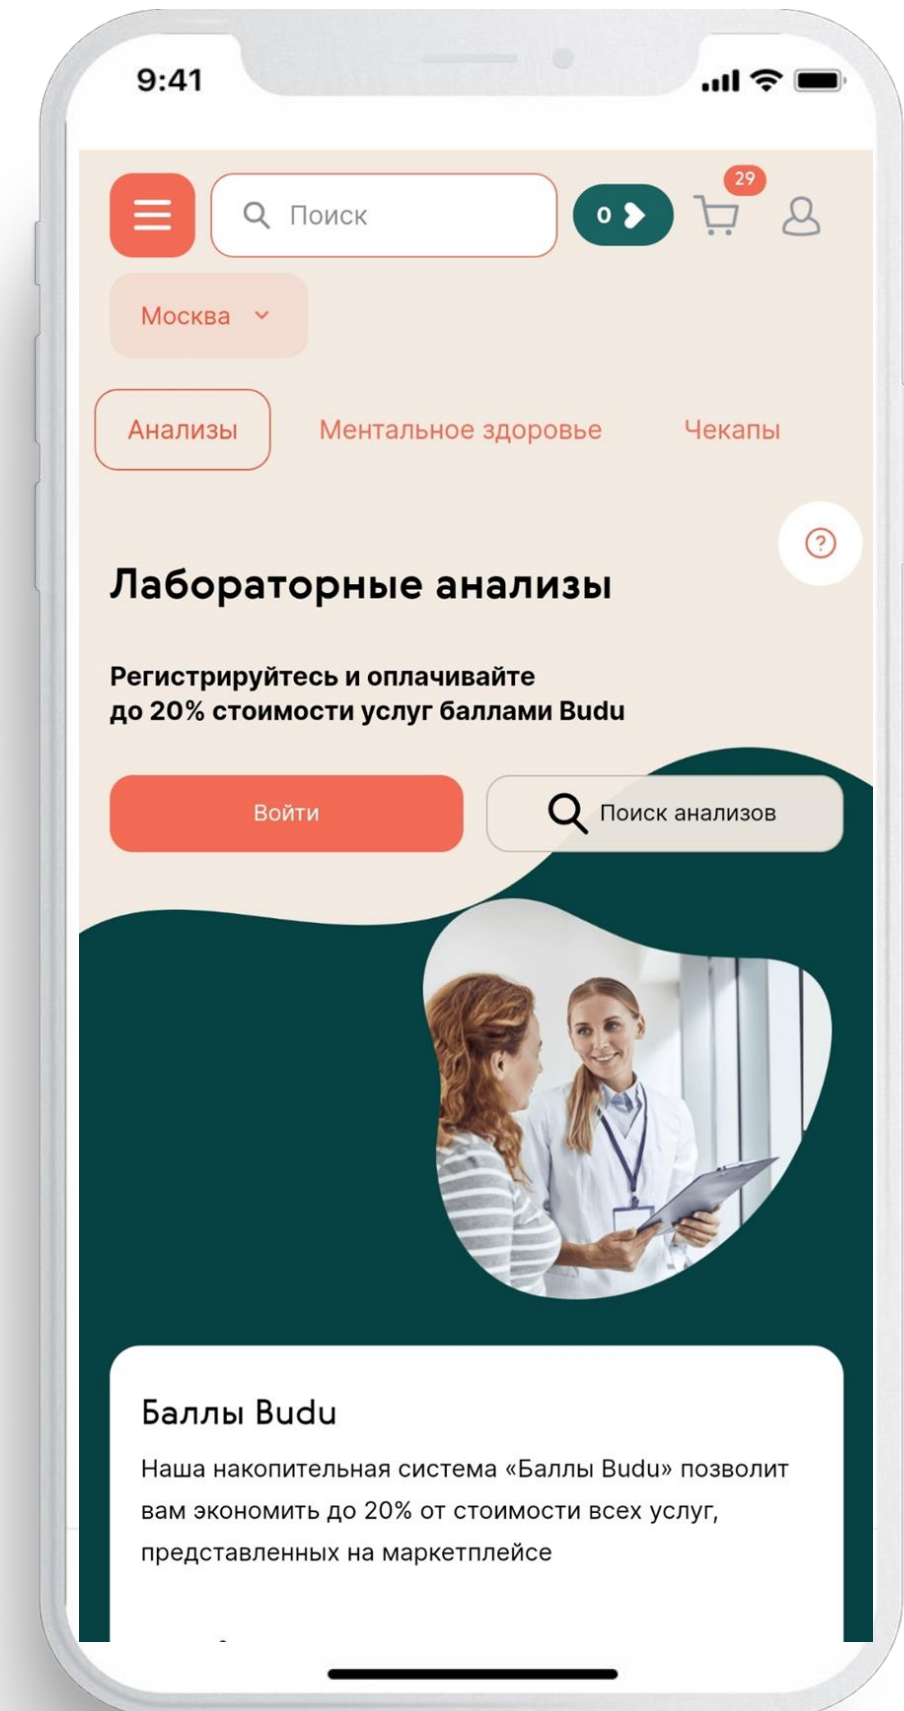 9:41
29
Поиск
0
Москва
Анализы Ментальное здоровье Чекапы
?
Лабораторные анализы
Регистрируйтесь и оплачивайте
до 20% стоимости услуг баллами Budu
Войти Поиск анализов
Баллы Budu
Наша накопительная система «Баллы Budu» позволит
вам экономить до 20% от стоимости всех услуг,
представленных на маркетплейсе